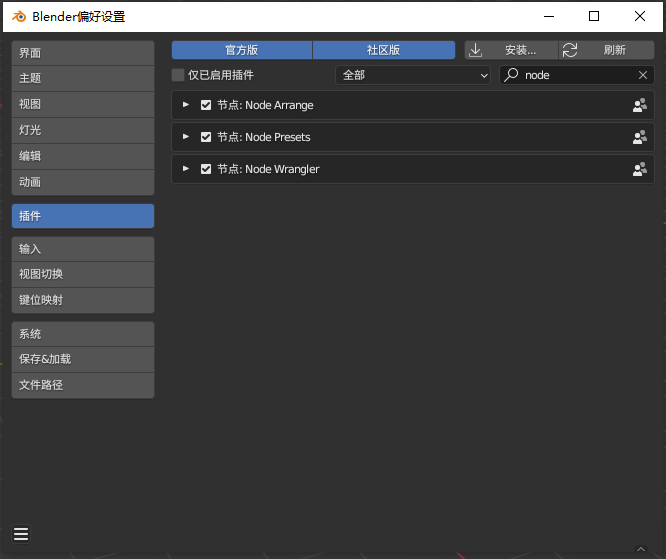 Blender偏好设置
界面
主题
视图
灯光
编辑
动画
插件
输入
视图切换
键位映射
系统
保存&加载
文件路径
官方版 社区版 安装... 刷新
仅已启用插件 全部 node
节点: Node Arrange
节点: Node Presets
节点: Node Wrangler